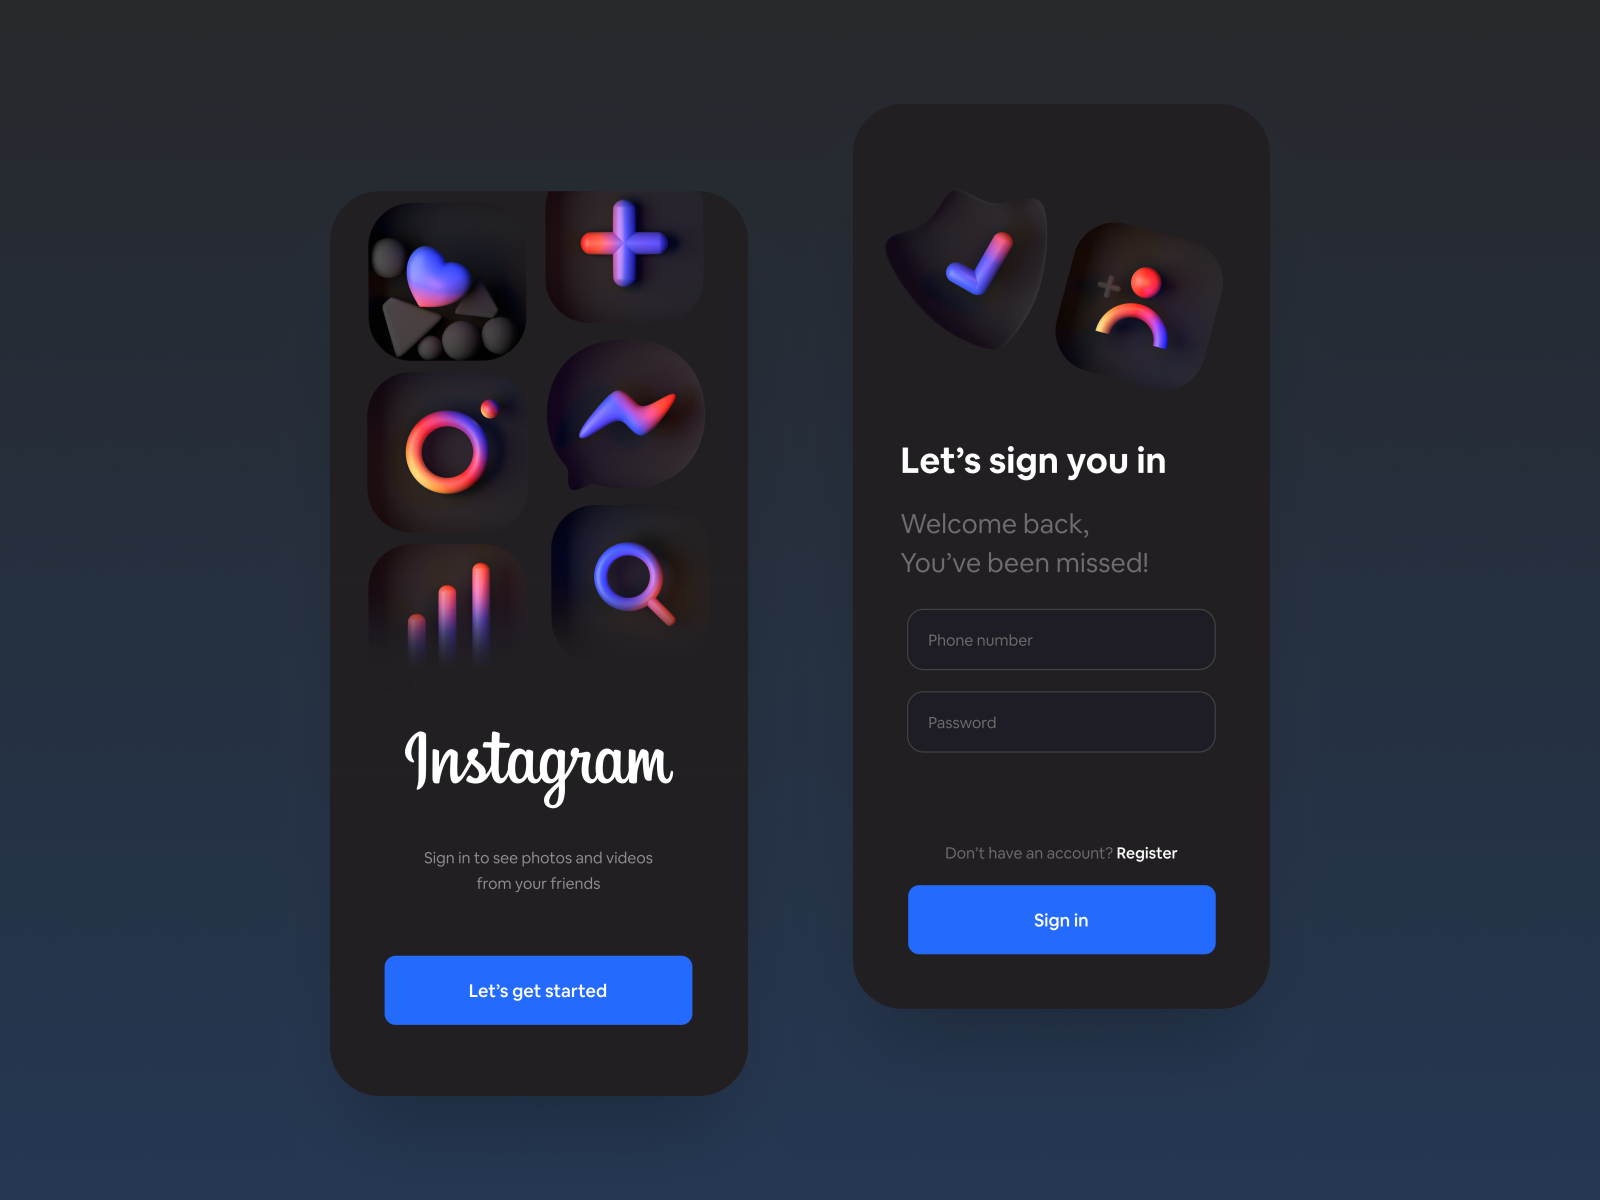 Instagram
Sign in to see photos and videos
from your friends
Let’s get started
Let’s sign you in
Welcome back,
You’ve been missed!
Phone number
Password
Don’t have an account? Register
Sign in